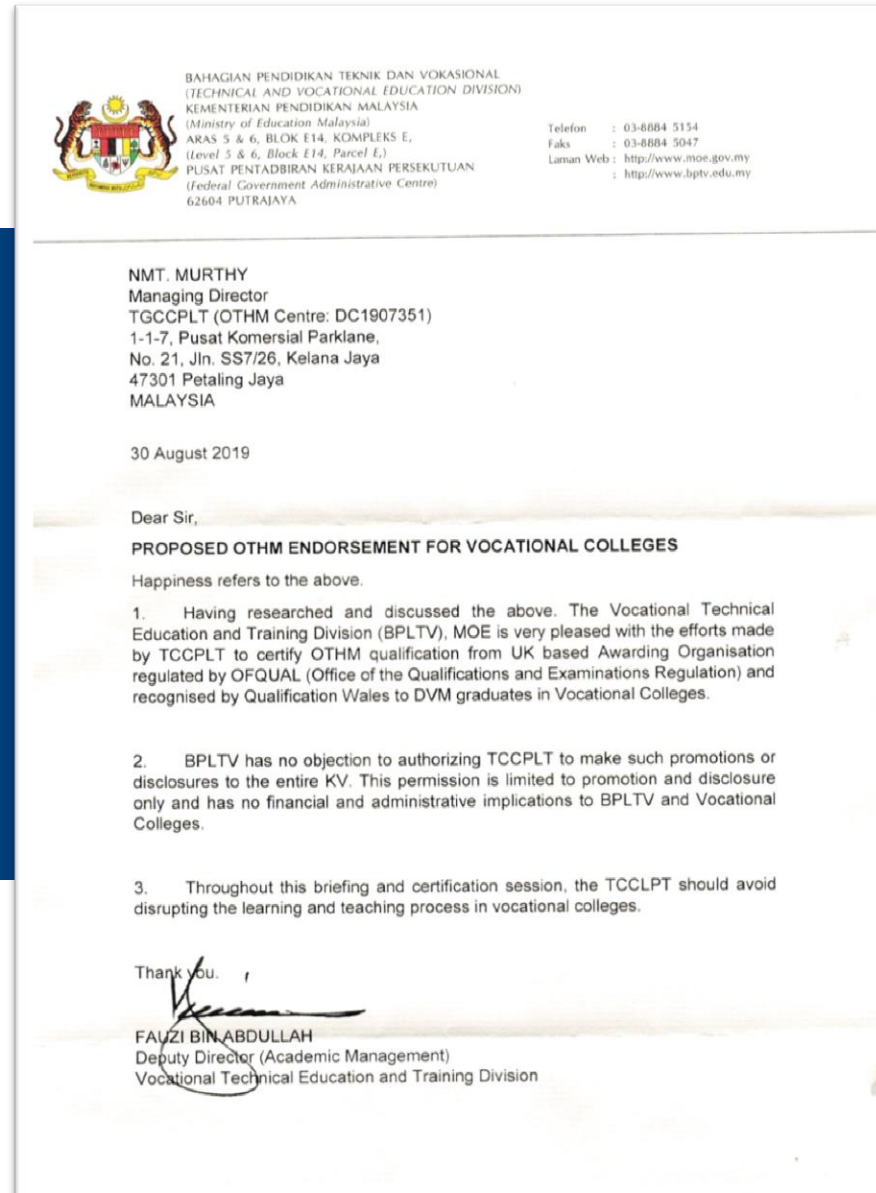 BAHAGIAN PENDIDIKAN TEKNIK DAN VOKASIONAL
(TECHNICAL AND VOCATIONAL EDUCATION DIVISION)
KEMENTERIAN PENDIDIKAN MALAYSIA
(Ministry of Education Malaysia)
ARAS 5 & 6, BLOK E14, KOMPLEKS E,
(Level 5 & 6, Block E14, Parcel E,)
PUSAT PENTADBIRAN KERAJAAN PERSEKUTUAN
(Federal Government Administrative Centre)
62604 PUTRAJAYA
Telefon : 03-8884 5154
Faks : 03-8884 5047
Laman Web : http://www.moe.gov.my
: http://www.bptv.edu.my
NMT. MURTHY
Managing Director
TGCCPLT (OTHM Centre: DC1907351)
1-1-7, Pusat Komersial Parklane,
No. 21, Jln. SS7/26, Kelana Jaya
47301 Petaling Jaya
MALAYSIA
30 August 2019
Dear Sir,
PROPOSED OTHM ENDORSEMENT FOR VOCATIONAL COLLEGES
Happiness refers to the above.
1. Having researched and discussed the above. The Vocational Technical
Education and Training Division (BPLTV), MOE is very pleased with the efforts made
by TCCPLT to certify OTHM qualification from UK based Awarding Organisation
regulated by OFQUAL (Office of the Qualifications and Examinations Regulation) and
recognised by Qualification Wales to DVM graduates in Vocational Colleges.
2. BPLTV has no objection to authorizing TCCPLT to make such promotions or
disclosures to the entire KV. This permission is limited to promotion and disclosure
only and has no financial and administrative implications to BPLTV and Vocational
Colleges.
3. Throughout this briefing and certification session, the TCCLPT should avoid
disrupting the learning and teaching process in vocational colleges.
Thank you.
FAUZI BIN ABDULLAH
Deputy Director (Academic Management)
Vocational Technical Education and Training Division